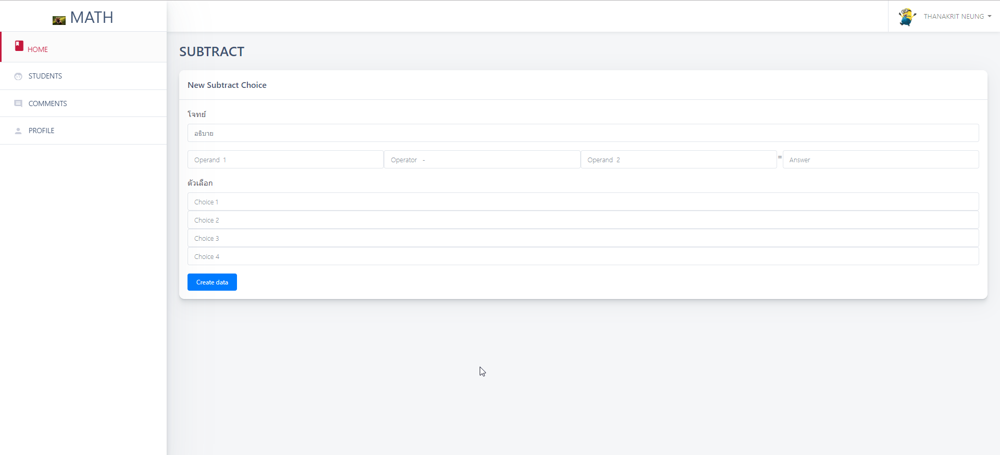 MATH
THANAKRIT NEUNG
HOME
STUDENTS
COMMENTS
PROFILE
SUBTRACT
New Subtract Choice
โจทย์
อธิบาย
Operand 1 Operator - Operand 2 = Answer
ตัวเลือก
Choice 1
Choice 2
Choice 3
Choice 4
Create data